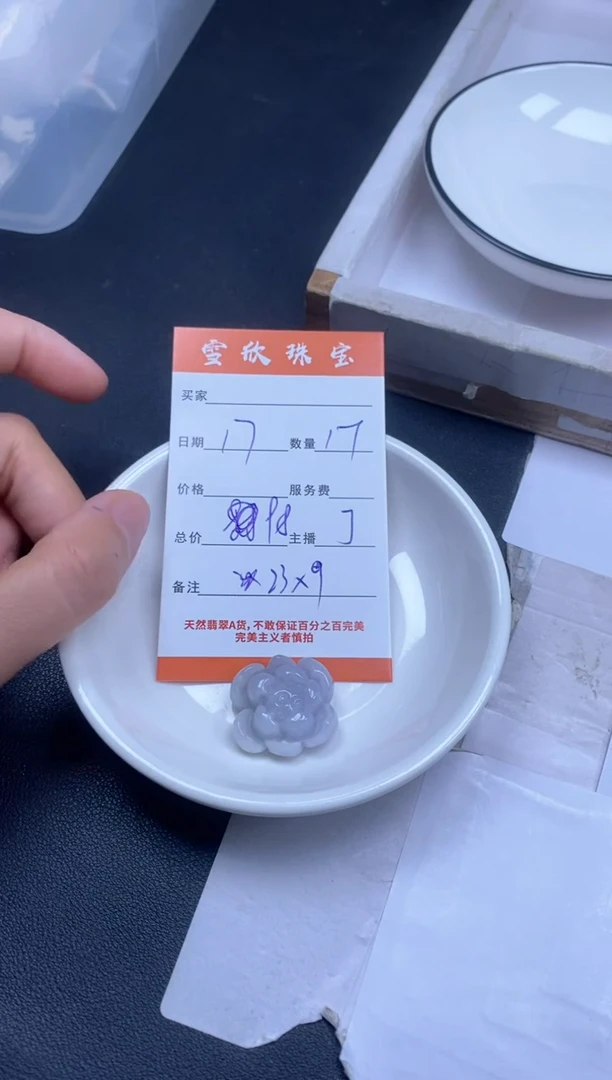 雪欣珠宝
买家
日期 17 数量 17
价格 服务费
总价 主播
备注 23×9
天然翡翠A货,不敢保证百分之百完美
完美主义者慎拍